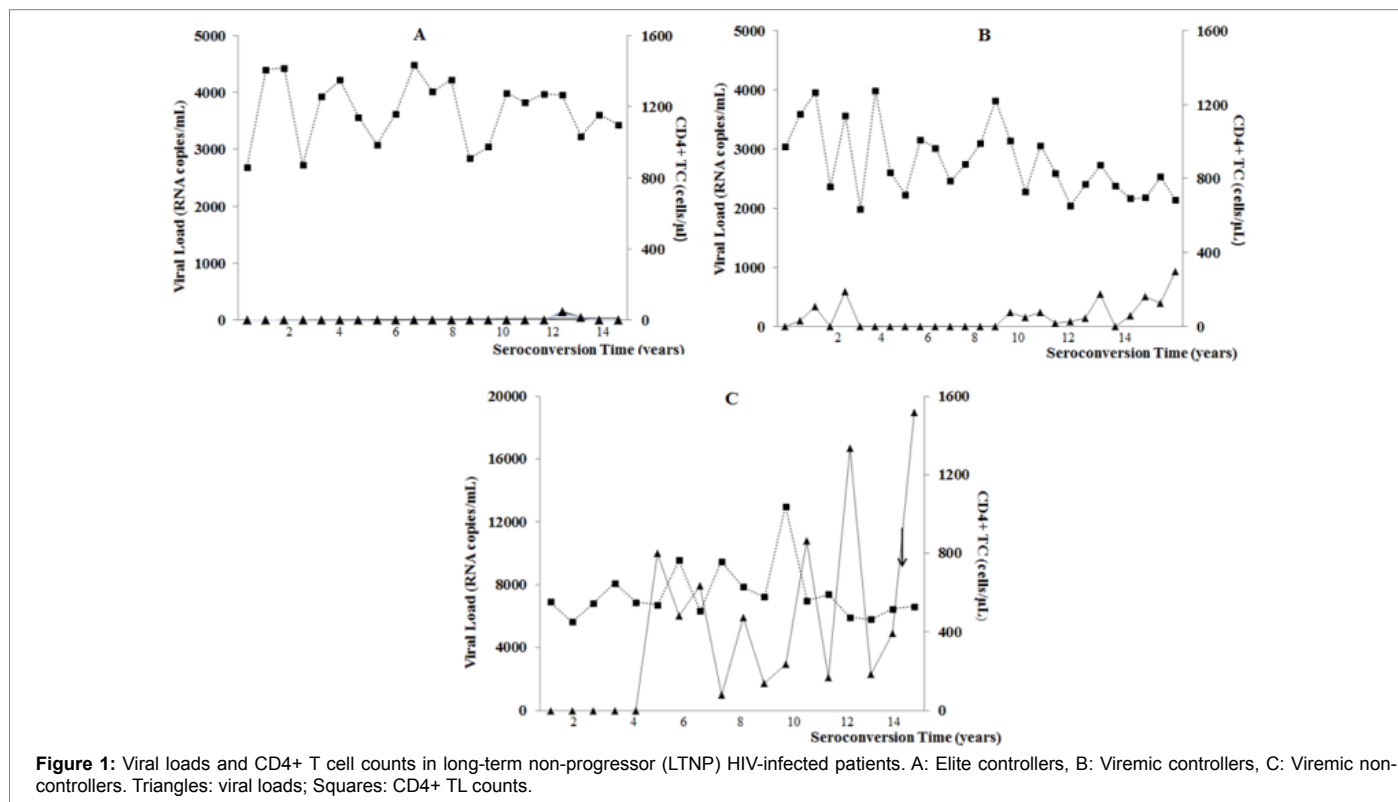 A
5000
4000
3000
2000
1000
0
Viral Load (RNA copies/mL)
1600
1200
800
400
0
CD4+ TC (cells/µl)
2 4 6 8 10 12 14
Seroconversion Time (years)
B
5000
4000
3000
2000
1000
0
Viral Load (RNA copies/mL)
1600
1200
800
400
0
CD4+ TC (cells/µL)
2 4 6 8 10 12 14
Seroconversion Time (years)
C
20000
16000
12000
8000
4000
0
Viral Load (RNA copies/mL)
1600
1200
800
400
0
CD4+ TC (cells/µL)
2 4 6 8 10 12 14
Seroconversion Time (years)
Figure 1: Viral loads and CD4+ T cell counts in long-term non-progressor (LTNP) HIV-infected patients. A: Elite controllers, B: Viremic controllers, C: Viremic non-
controllers. Triangles: viral loads; Squares: CD4+ TL counts.